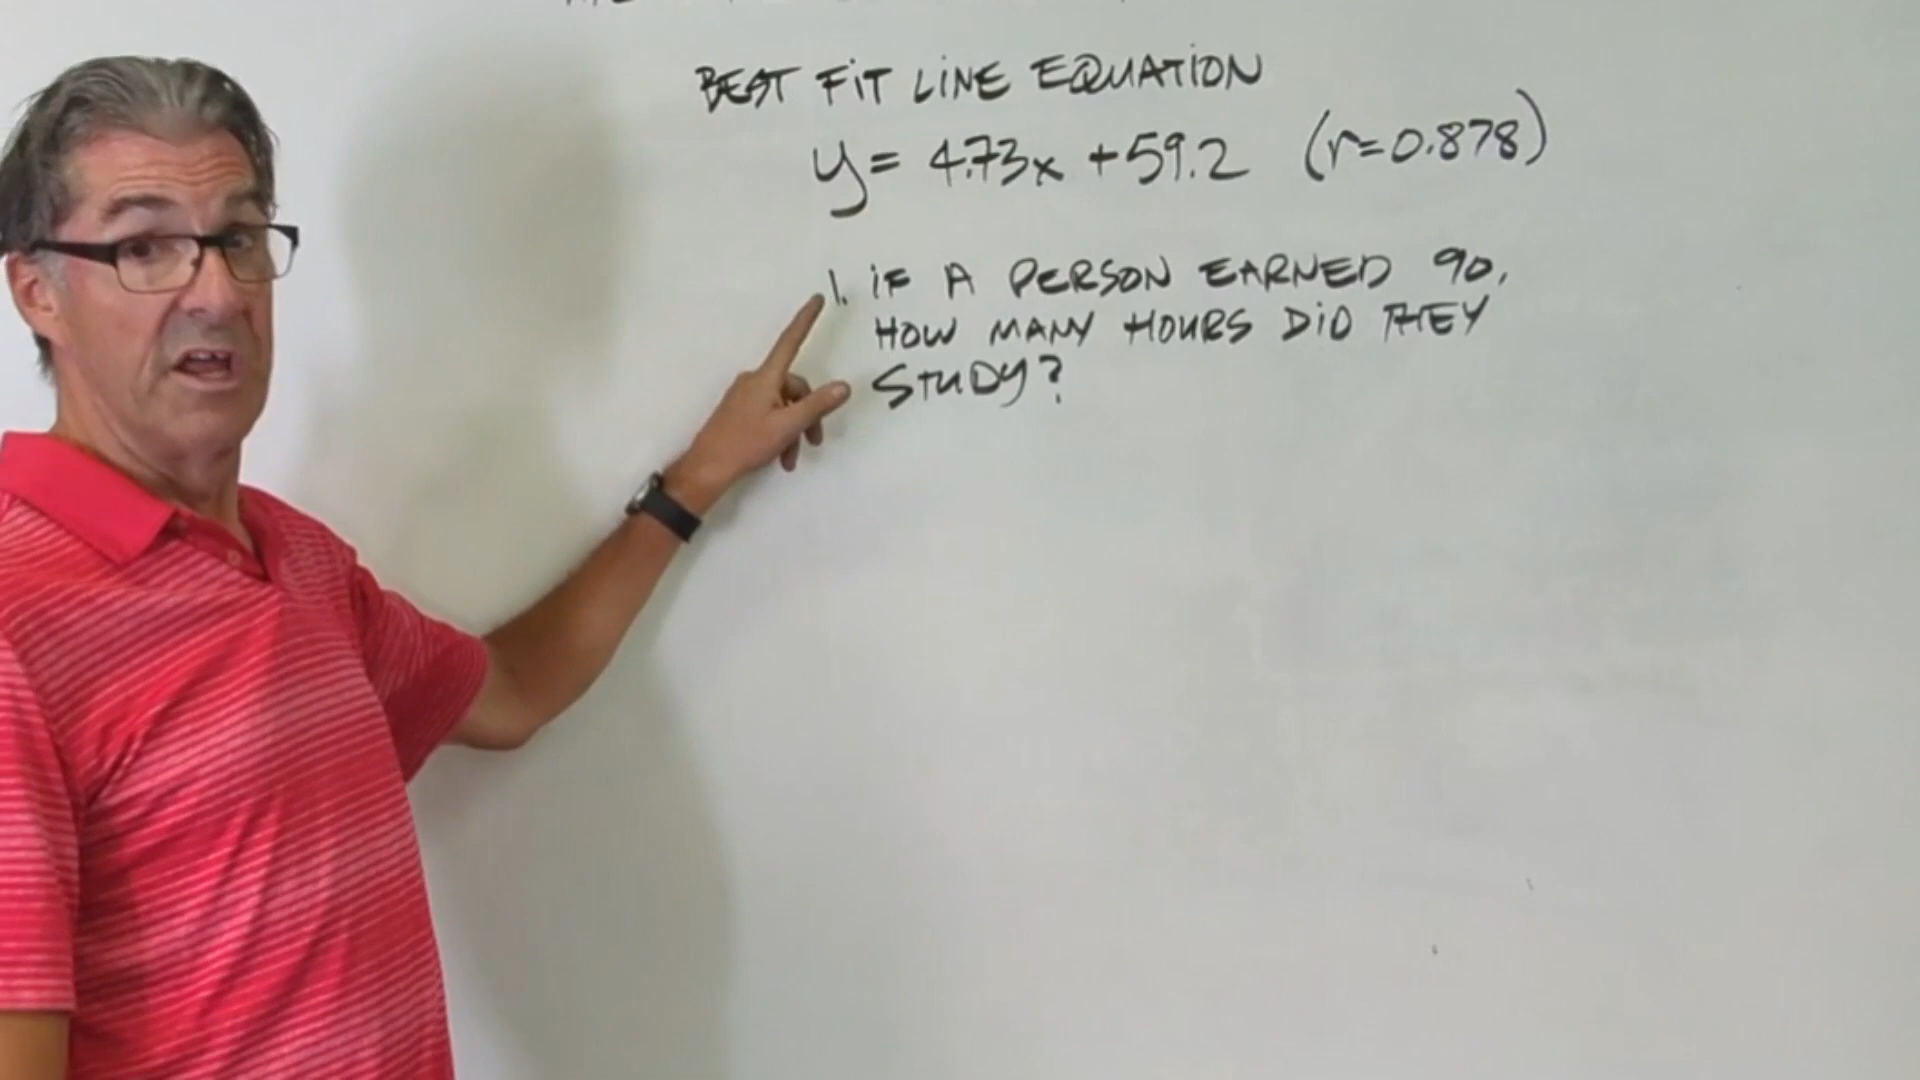 BEST FIT LINE EQUATION
y = 4.73x + 59.2 (r=0.878)
1. IF A PERSON EARNED 90,
HOW MANY HOURS DID THEY
STUDY?